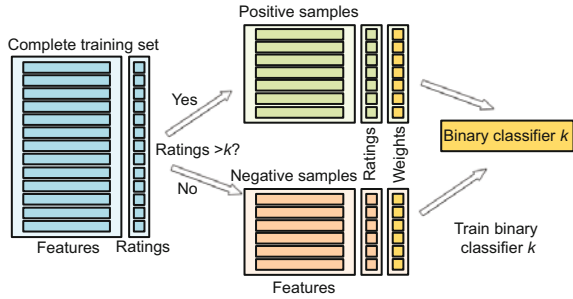 Complete training set
Features
Ratings
Yes
Ratings >k?
No
Positive samples
Ratings
Weights
Negative samples
Features
Binary classifier k
Train binary
classifier k